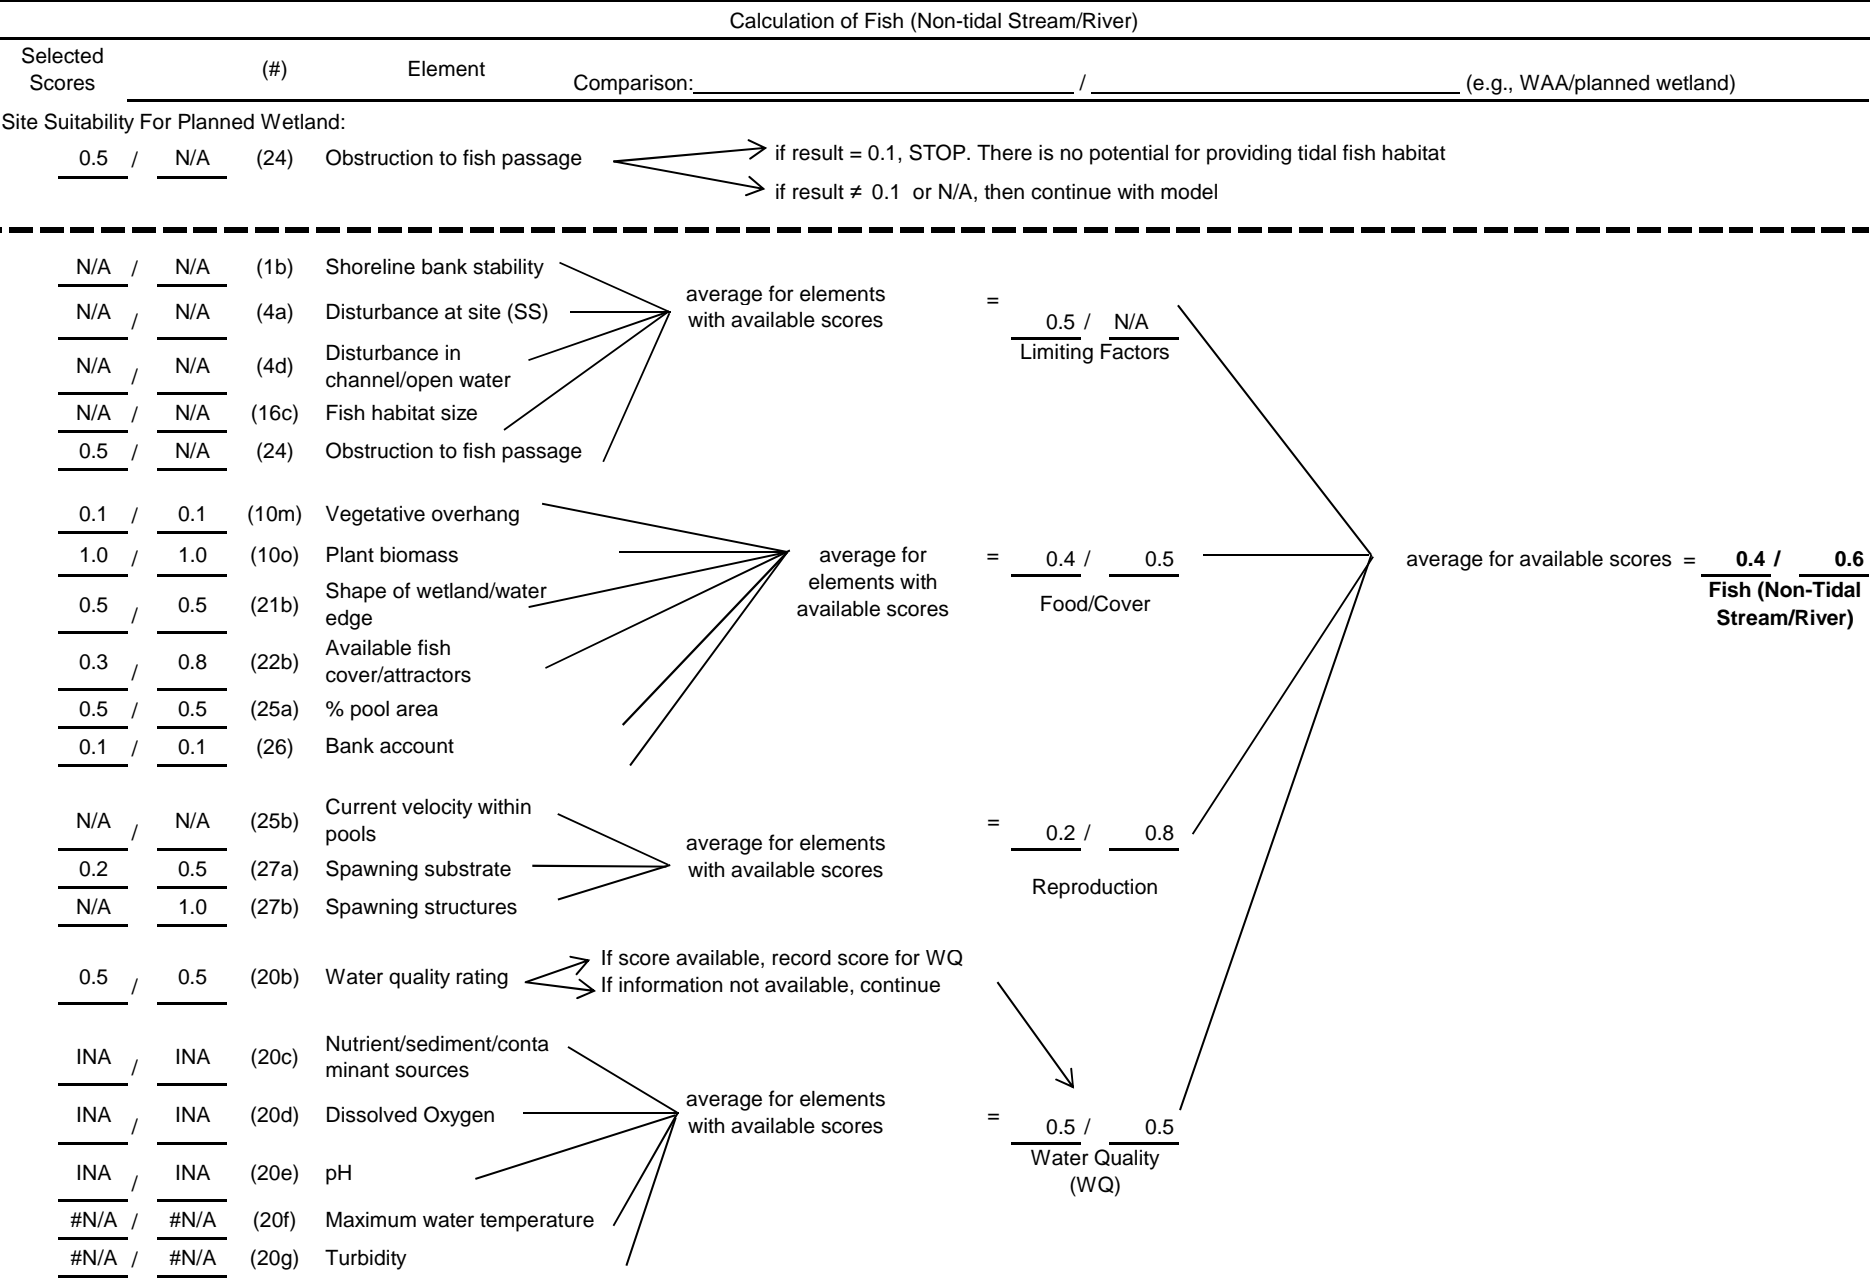 Calculation of Fish (Non-tidal Stream/River)
Selected Scores (#) Element Comparison: / (e.g., WAA/planned wetland)
Site Suitability For Planned Wetland:
0.5 / N/A (24) Obstruction to fish passage
if result = 0.1, STOP. There is no potential for providing tidal fish habitat
if result ≠ 0.1 or N/A, then continue with model
N/A / N/A (1b) Shoreline bank stability
N/A / N/A (4a) Disturbance at site (SS)
N/A / N/A (4d) Disturbance in
channel/open water
N/A / N/A (16c) Fish habitat size
0.5 / N/A (24) Obstruction to fish passage
average for elements
with available scores
=
0.5 / N/A
Limiting Factors
0.1 / 0.1 (10m) Vegetative overhang
1.0 / 1.0 (10o) Plant biomass
0.5 / 0.5 (21b) Shape of wetland/water
edge
0.3 / 0.8 (22b) Available fish
cover/attractors
0.5 / 0.5 (25a) % pool area
0.1 / 0.1 (26) Bank account
average for
elements with
available scores
= 0.4 / 0.5
Food/Cover
average for available scores = 0.4 / 0.6
Fish (Non-Tidal
Stream/River)
N/A / N/A (25b) Current velocity within
pools
0.2 0.5 (27a) Spawning substrate
N/A 1.0 (27b) Spawning structures
average for elements
with available scores
= 0.2 / 0.8
Reproduction
0.5 / 0.5 (20b) Water quality rating
If score available, record score for WQ
If information not available, continue
INA / INA (20c) Nutrient/sediment/conta
minant sources
INA / INA (20d) Dissolved Oxygen
INA / INA (20e) pH
#N/A / #N/A (20f) Maximum water temperature
#N/A / #N/A (20g) Turbidity
average for elements
with available scores
= 0.5 / 0.5
Water Quality
(WQ)